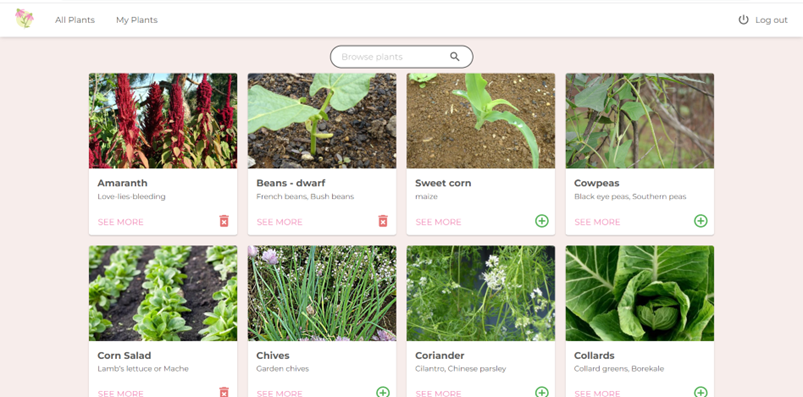 All Plants My Plants Log out
Browse plants
Amaranth
Love-lies-bleeding
SEE MORE
Beans - dwarf
French beans, Bush beans
SEE MORE
Sweet corn
maize
SEE MORE
Cowpeas
Black eye peas, Southern peas
SEE MORE
Corn Salad
Lamb's lettuce or Mache
SEE MORE
Chives
Garden chives
SEE MORE
Coriander
Cilantro, Chinese parsley
SEE MORE
Collards
Collard greens, Borekale
SEE MORE